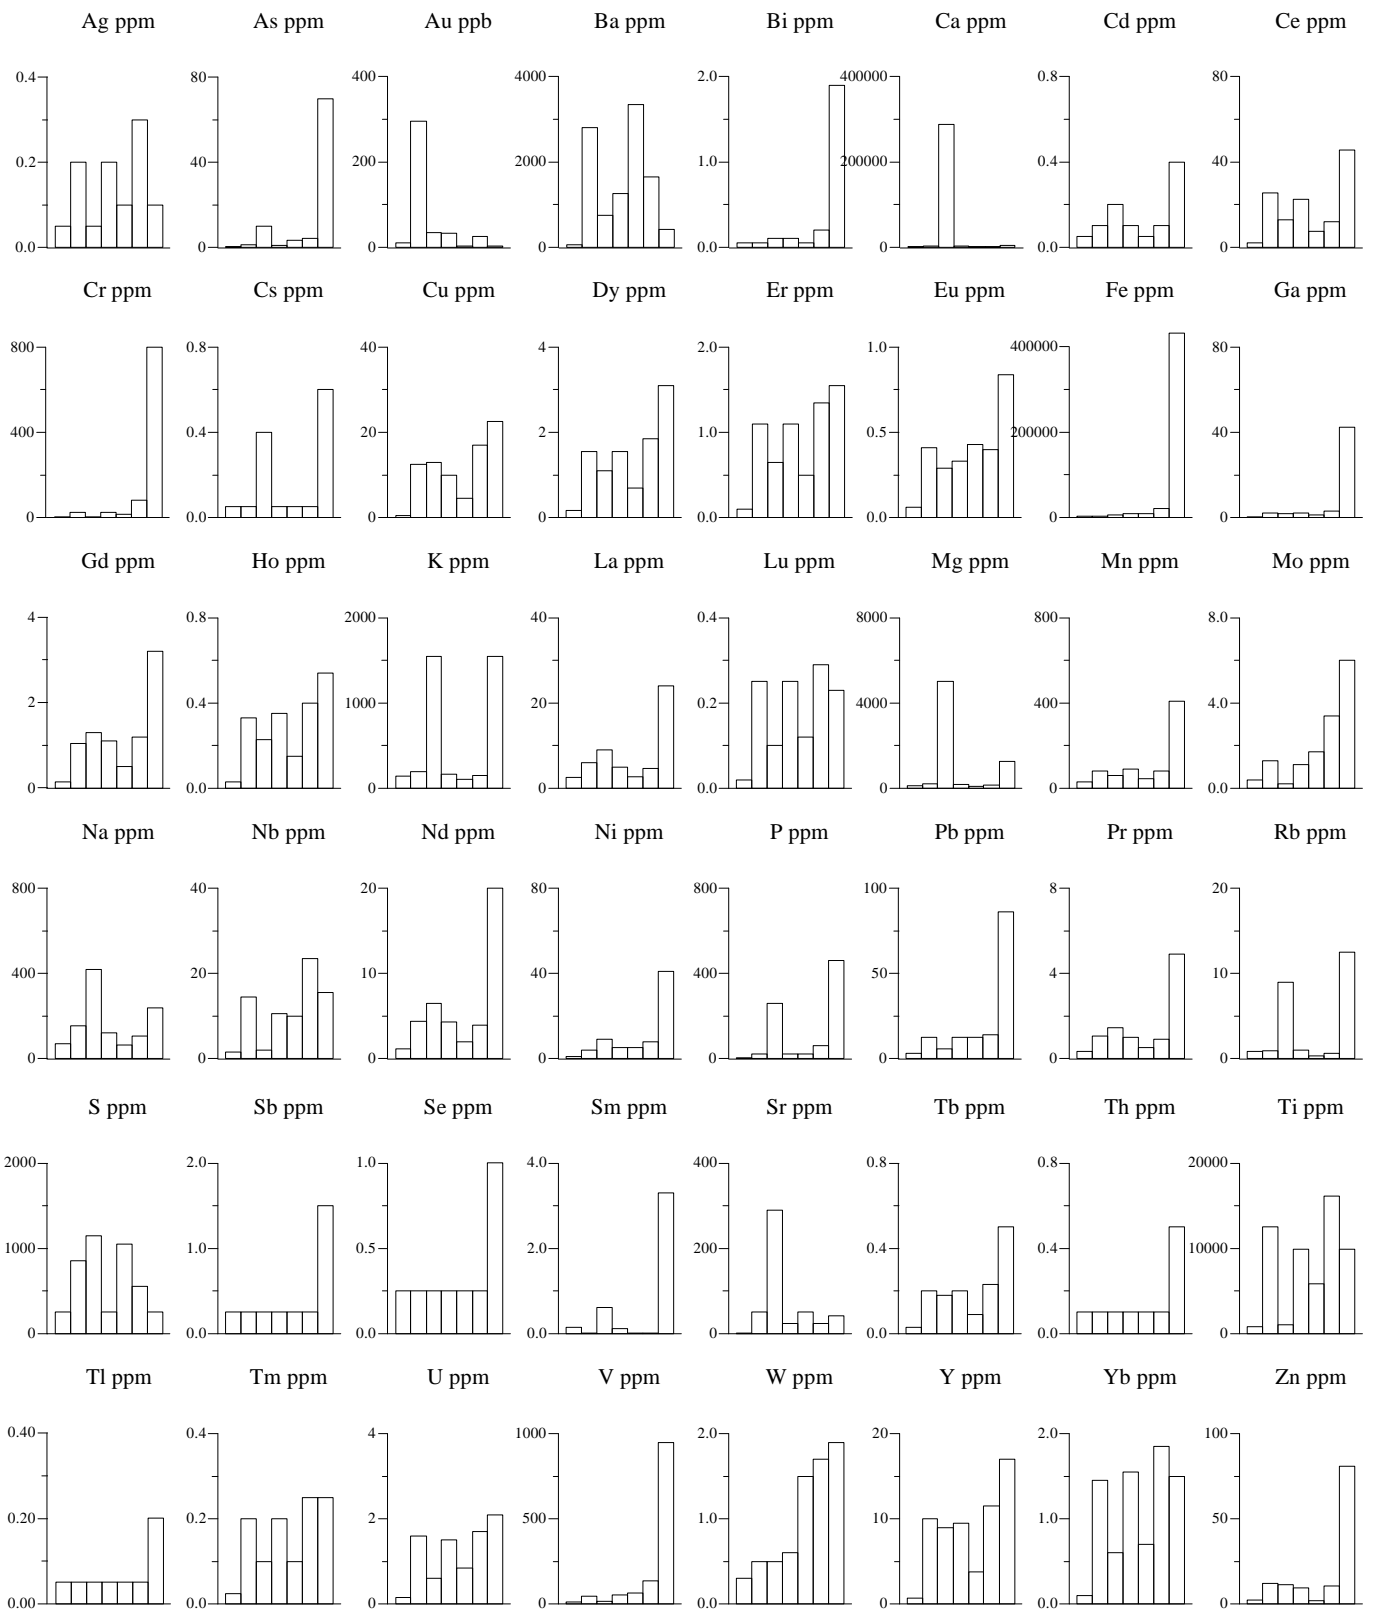 Ag ppm As ppm Au ppb Ba ppm Bi ppm Ca ppm Cd ppm Ce ppm
0.4 80 400 4000 2.0 400000 0.8 80
0.2 40 200 2000 1.0 200000 0.4 40
0.0 0 0 0 0.0 0 0.0 0
Cr ppm Cs ppm Cu ppm Dy ppm Er ppm Eu ppm Fe ppm Ga ppm
800 0.8 40 4 2.0 1.0 400000 80
400 0.4 20 2 1.0 0.5 200000 40
0 0.0 0 0 0.0 0.0 0 0
Gd ppm Ho ppm K ppm La ppm Lu ppm Mg ppm Mn ppm Mo ppm
4 0.8 2000 40 0.4 8000 800 8.0
2 0.4 1000 20 0.2 4000 400 4.0
0 0.0 0 0 0.0 0 0 0.0
Na ppm Nb ppm Nd ppm Ni ppm P ppm Pb ppm Pr ppm Rb ppm
800 40 20 80 800 100 8 20
400 20 10 40 400 50 4 10
0 0 0 0 0 0 0 0
S ppm Sb ppm Se ppm Sm ppm Sr ppm Tb ppm Th ppm Ti ppm
2000 2.0 1.0 4.0 400 0.8 0.8 20000
1000 1.0 0.5 2.0 200 0.4 0.4 10000
0 0.0 0.0 0.0 0 0.0 0.0 0
Tl ppm Tm ppm U ppm V ppm W ppm Y ppm Yb ppm Zn ppm
0.40 0.4 4 1000 2.0 20 2.0 100
0.20 0.2 2 500 1.0 10 1.0 50
0.00 0.0 0 0 0.0 0 0.0 0